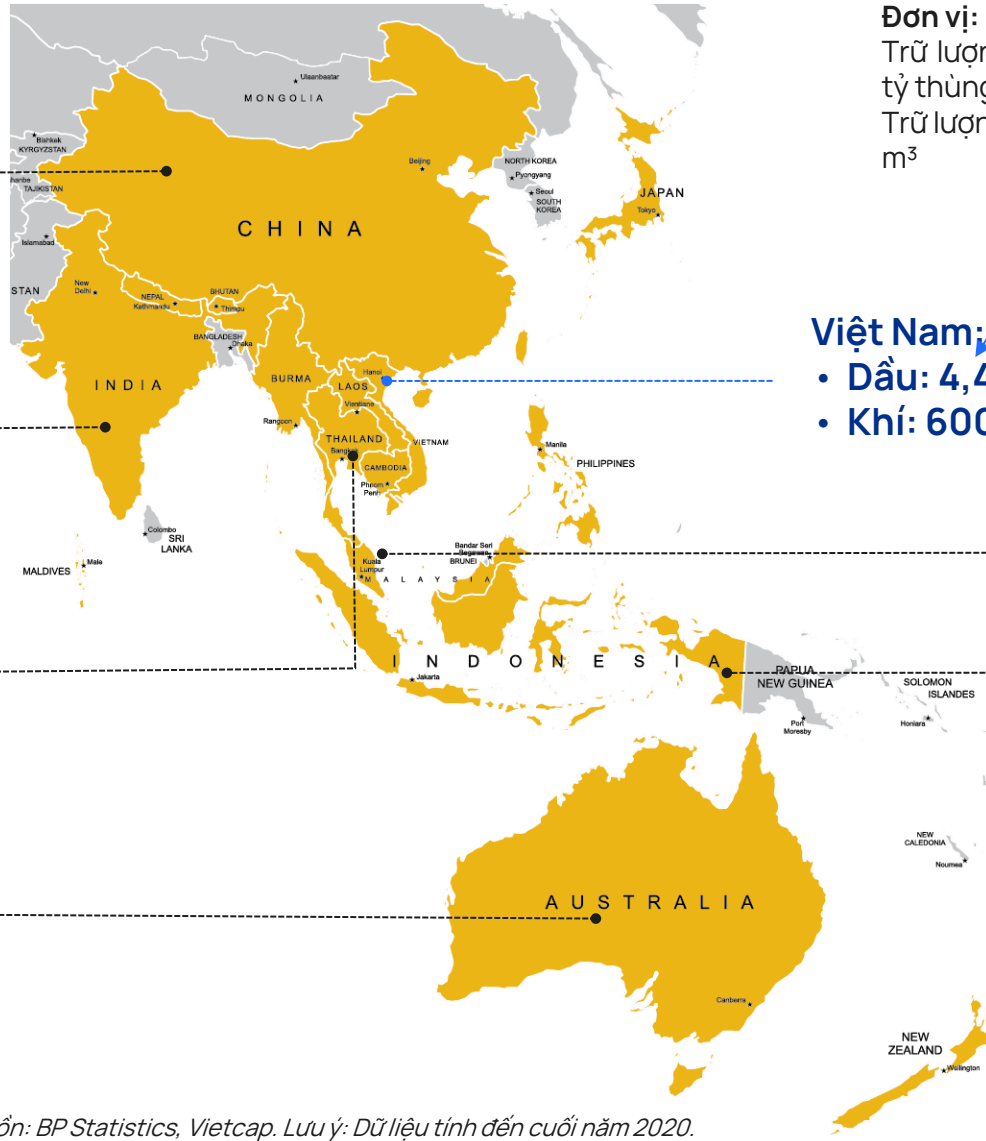 Đơn vị:
Trữ lượn
tỷ thùng
Trữ lượn
m³
Ulaanbaatar
MONGOLIA
Bishkek
KYRGYZSTAN
hanbe
TAJIKISTAN
Islamabad
STAN
Beijing
NORTH KOREA
Pyongyang
Seoul
SOUTH
KOREA
JAPAN
Tokyo
CHINA
New
Delhi
NEPAL
Kathmandu
BHUTAN
Thimpu
BANGLADESH
Dhaka
INDIA
BURMA
Rangoon
Hanoi
LAOS
Vientiane
THAILAND
Bangkok
VIETNAM
CAMBODIA
Phnom
Penn
Việt Nam:
• Dầu: 4,4
• Khí: 600
Manila
PHILIPPINES
Colombo
SRI
LANKA
Male
MALDIVES
Bandar Seri
Begawan
BRUNEI
Kuala
Lumpur
MALAYSIA
INDONESIA
Jakarta
PAPUA
NEW GUINEA
Port
Moresby
SOLOMON
ISLANDES
Honiara
NEW
CALEDONIA
Noumea
AUSTRALIA
Canberra
NEW
ZEALAND
Wellington
ồn: BP Statistics, Vietcap. Lưu ý: Dữ liệu tính đến cuối năm 2020.